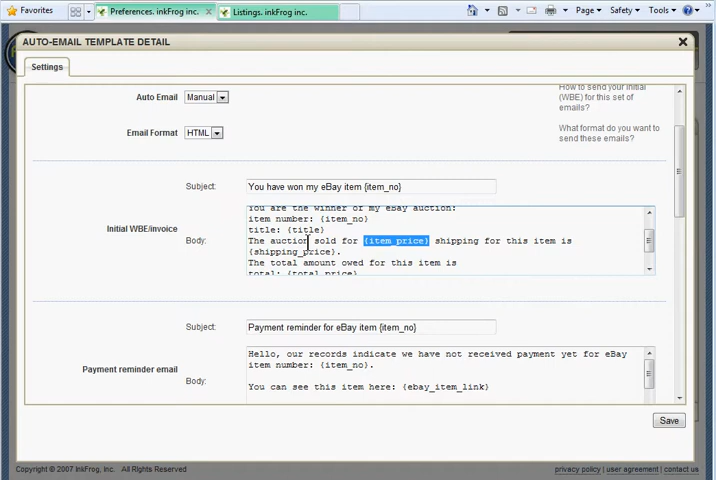 Favorites
Preferences. inkFrog inc.
Listings. inkFrog inc.
Page
Safety
Tools
AUTO-EMAIL TEMPLATE DETAIL
Settings
Auto Email
Manual
How to send your initial
(WBE) for this set of
emails?
Email Format
HTML
What format do you want to
send these emails?
Subject:
You have won my eBay item {item_no}
Initial WBE/invoice
Body:
You are the winner of my eBay auction:
item number: {item_no}
title: {title}
The auction sold for {item_price} shipping for this item is
{shipping_price}.
The total amount owed for this item is
total: {total_price}
Subject:
Payment reminder for eBay item {item_no}
Payment reminder email
Body:
Hello, our records indicate we have not received payment yet for eBay
item number: {item_no}.
You can see this item here: {ebay_item_link}
Save
Copyright © 2007 InkFrog, Inc. All Rights Reserved
privacy policy | user agreement | contact us